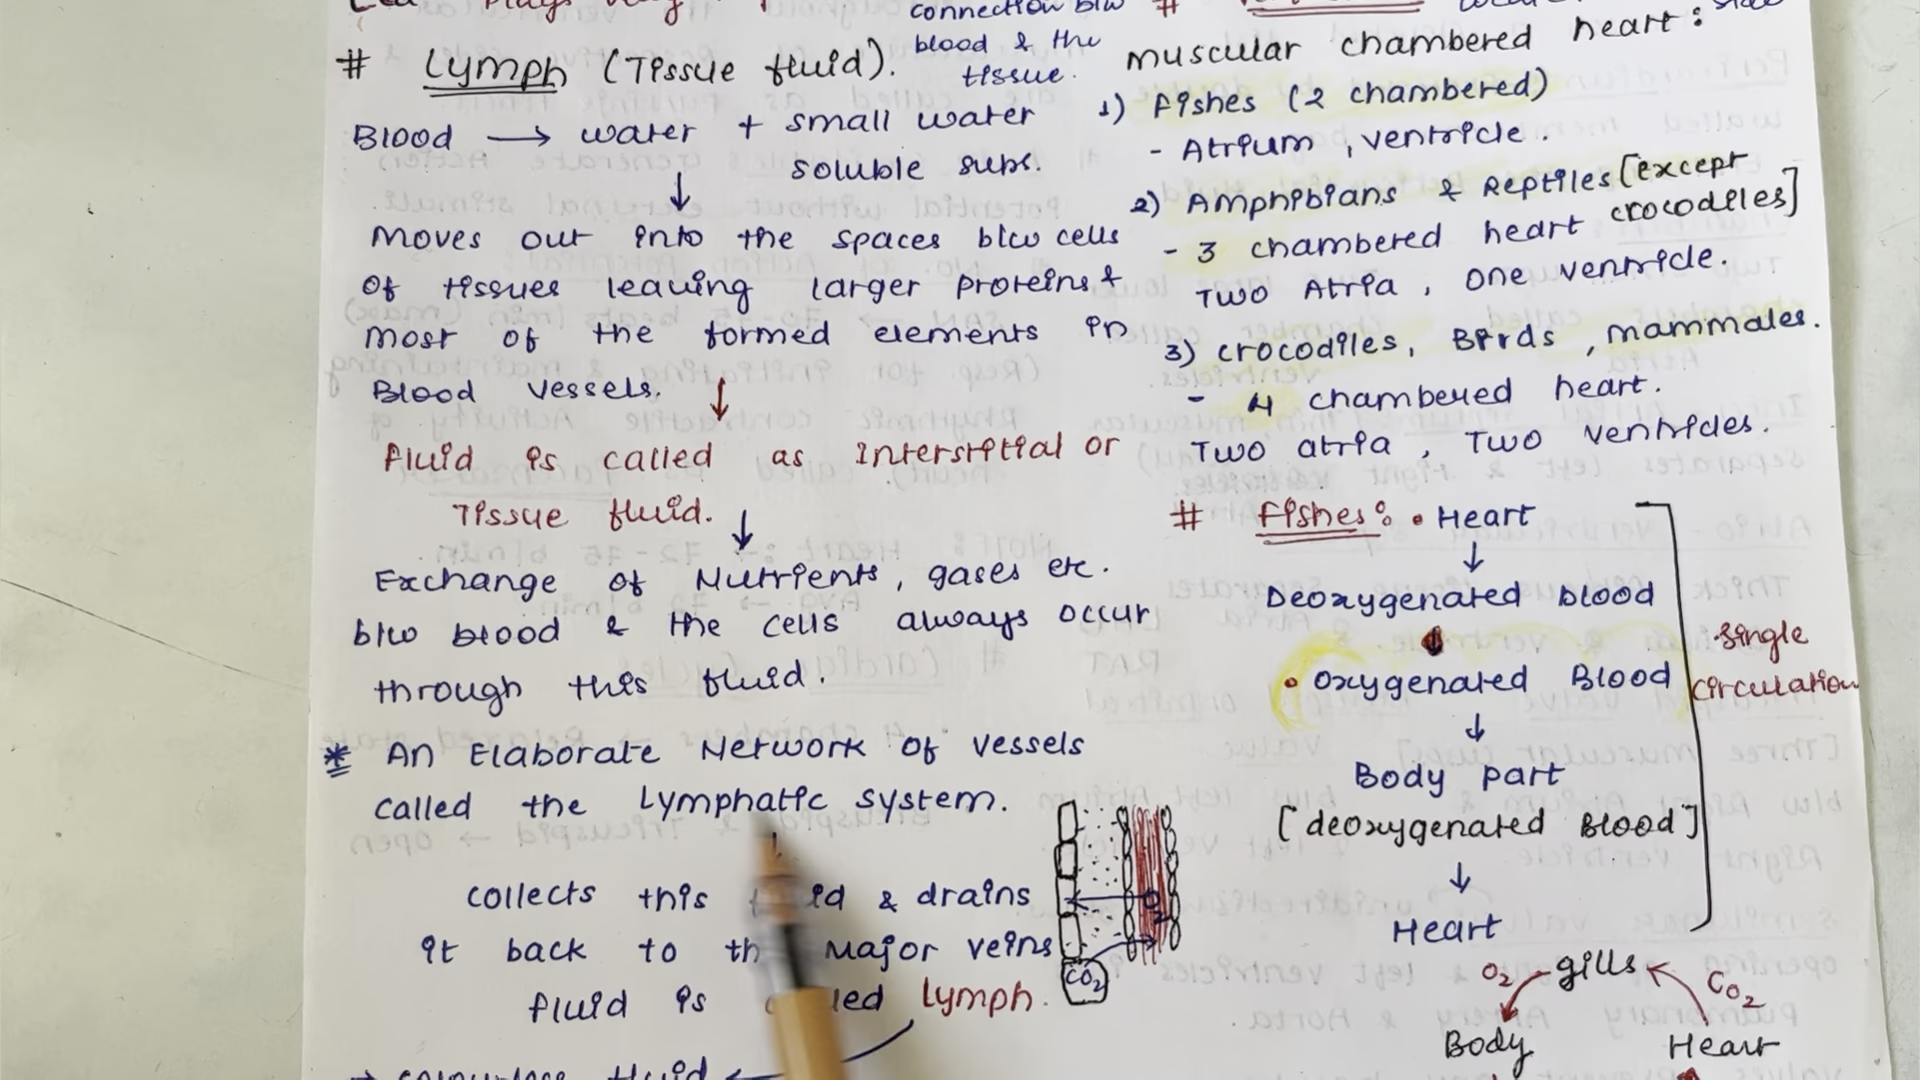 connection b/w
blood & the
tissue.
# Lymph (Tissue fluid).
Blood → water + small water
soluble subs.
↓
Moves out into the spaces b/w cells
of tissues leaving larger proteins &
most of the formed elements in
Blood vessels. ↓
fluid is called as Interstitial or
Tissue fluid. ↓
Exchange of Nutrients, gases etc.
b/w blood & the cells always occur
through this fluid.
* An Elaborate Network of vessels
called the Lymphatic system.
collects this & drains
it back to Major veins
fluid is Lymph.
fluid ←
CO2
O2
muscular chambered heart :
1) Fishes (2 chambered)
- Atrium, ventricle.
2) Amphibians & Reptiles [except
crocodiles]
- 3 chambered heart
Two Atria, One ventricle.
3) crocodiles, Birds, mammales.
- 4 chambered heart.
Two atria, Two ventricles.
# Fishes: • Heart
↓
Deoxygenated blood
• Oxygenated Blood
↓
Body part
[deoxygenated Blood]
↓
Heart
single
circulation
O2 gills CO2
Body Heart